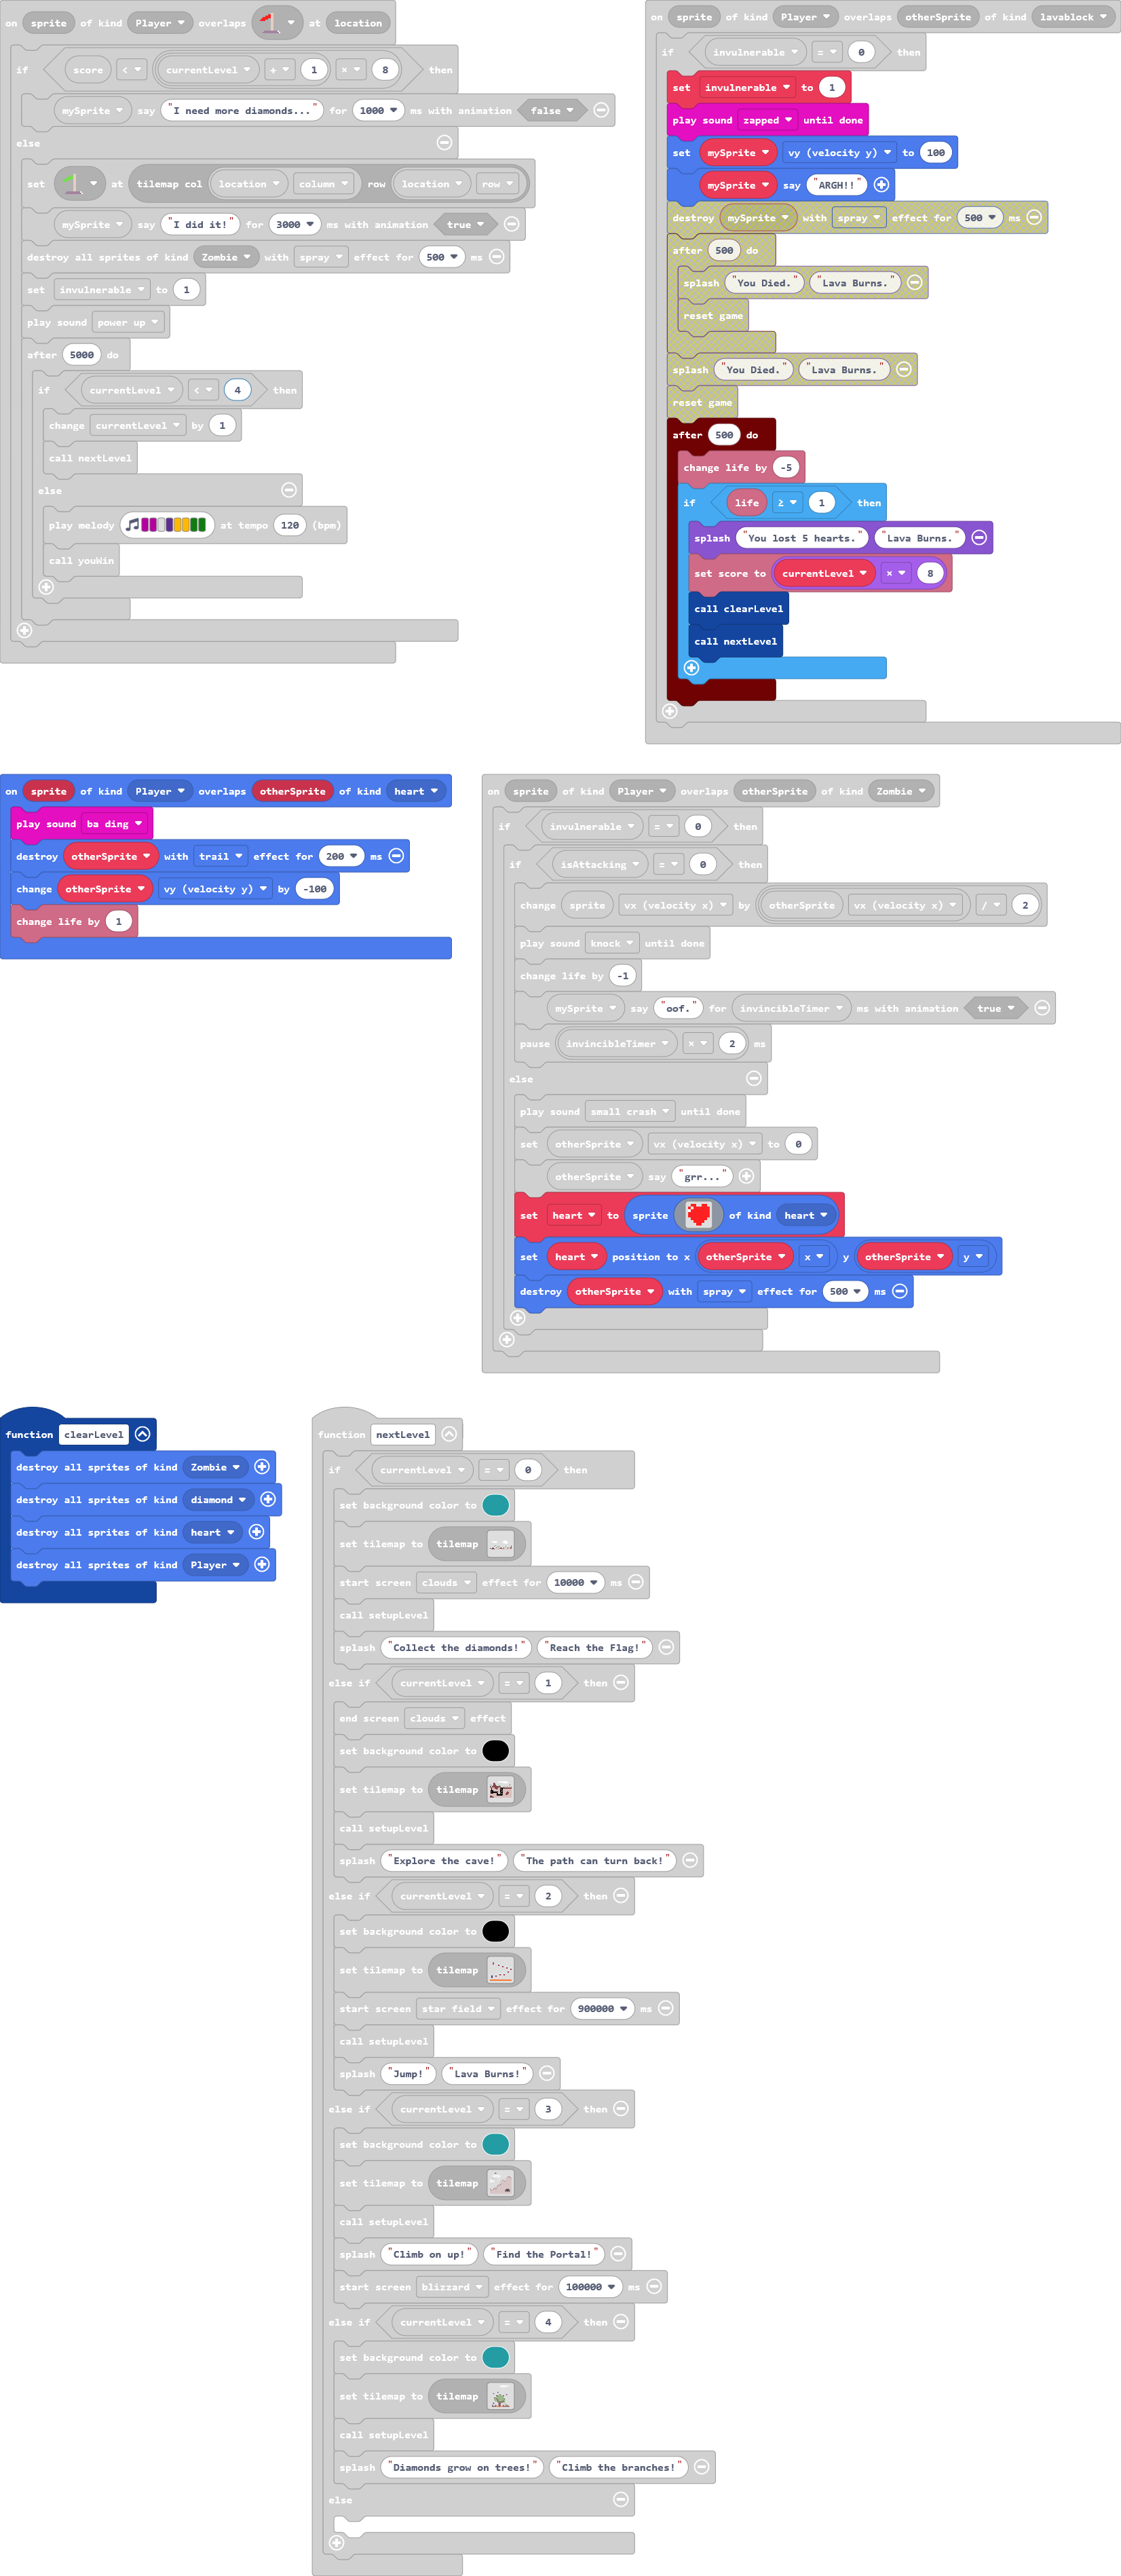 on sprite of kind Player overlaps at location
if score < currentLevel + 1 × 8 then
mySprite say "I need more diamonds..." for 1000 ms with animation false
else
set at tilemap col location column row location row
mySprite say "I did it!" for 3000 ms with animation true
destroy all sprites of kind Zombie with spray effect for 500 ms
set invulnerable to 1
play sound power up
after 5000 do
if currentLevel < 4 then
change currentLevel by 1
call nextLevel
else
play melody at tempo 120 (bpm)
call youWin
on sprite of kind Player overlaps otherSprite of kind lavablock
if invulnerable = 0 then
set invulnerable to 1
play sound zapped until done
set mySprite vy (velocity y) to 100
mySprite say "ARGH!!"
destroy mySprite with spray effect for 500 ms
after 500 do
splash "You Died." "Lava Burns."
reset game
splash "You Died." "Lava Burns."
reset game
after 500 do
change life by -5
if life ≥ 1 then
splash "You lost 5 hearts." "Lava Burns."
set score to currentLevel × 8
call clearLevel
call nextLevel
on sprite of kind Player overlaps otherSprite of kind heart
play sound ba ding
destroy otherSprite with trail effect for 200 ms
change otherSprite vy (velocity y) by -100
change life by 1
on sprite of kind Player overlaps otherSprite of kind Zombie
if invulnerable = 0 then
if isAttacking = 0 then
change sprite vx (velocity x) by otherSprite vx (velocity x) / 2
play sound knock until done
change life by -1
mySprite say "oof." for invincibleTimer ms with animation true
pause invincibleTimer × 2 ms
else
play sound small crash until done
set otherSprite vx (velocity x) to 0
otherSprite say "grr..."
set heart to sprite of kind heart
set heart position to x otherSprite x y otherSprite y
destroy otherSprite with spray effect for 500 ms
function clearLevel
destroy all sprites of kind Zombie
destroy all sprites of kind diamond
destroy all sprites of kind heart
destroy all sprites of kind Player
function nextLevel
if currentLevel = 0 then
set background color to
set tilemap to tilemap
start screen clouds effect for 10000 ms
call setupLevel
splash "Collect the diamonds!" "Reach the Flag!"
else if currentLevel = 1 then
end screen clouds effect
set background color to
set tilemap to tilemap
call setupLevel
splash "Explore the cave!" "The path can turn back!"
else if currentLevel = 2 then
set background color to
set tilemap to tilemap
start screen star field effect for 900000 ms
call setupLevel
splash "Jump!" "Lava Burns!"
else if currentLevel = 3 then
set background color to
set tilemap to tilemap
call setupLevel
splash "Climb on up!" "Find the Portal!"
start screen blizzard effect for 100000 ms
else if currentLevel = 4 then
set background color to
set tilemap to tilemap
call setupLevel
splash "Diamonds grow on trees!" "Climb the branches!"
else